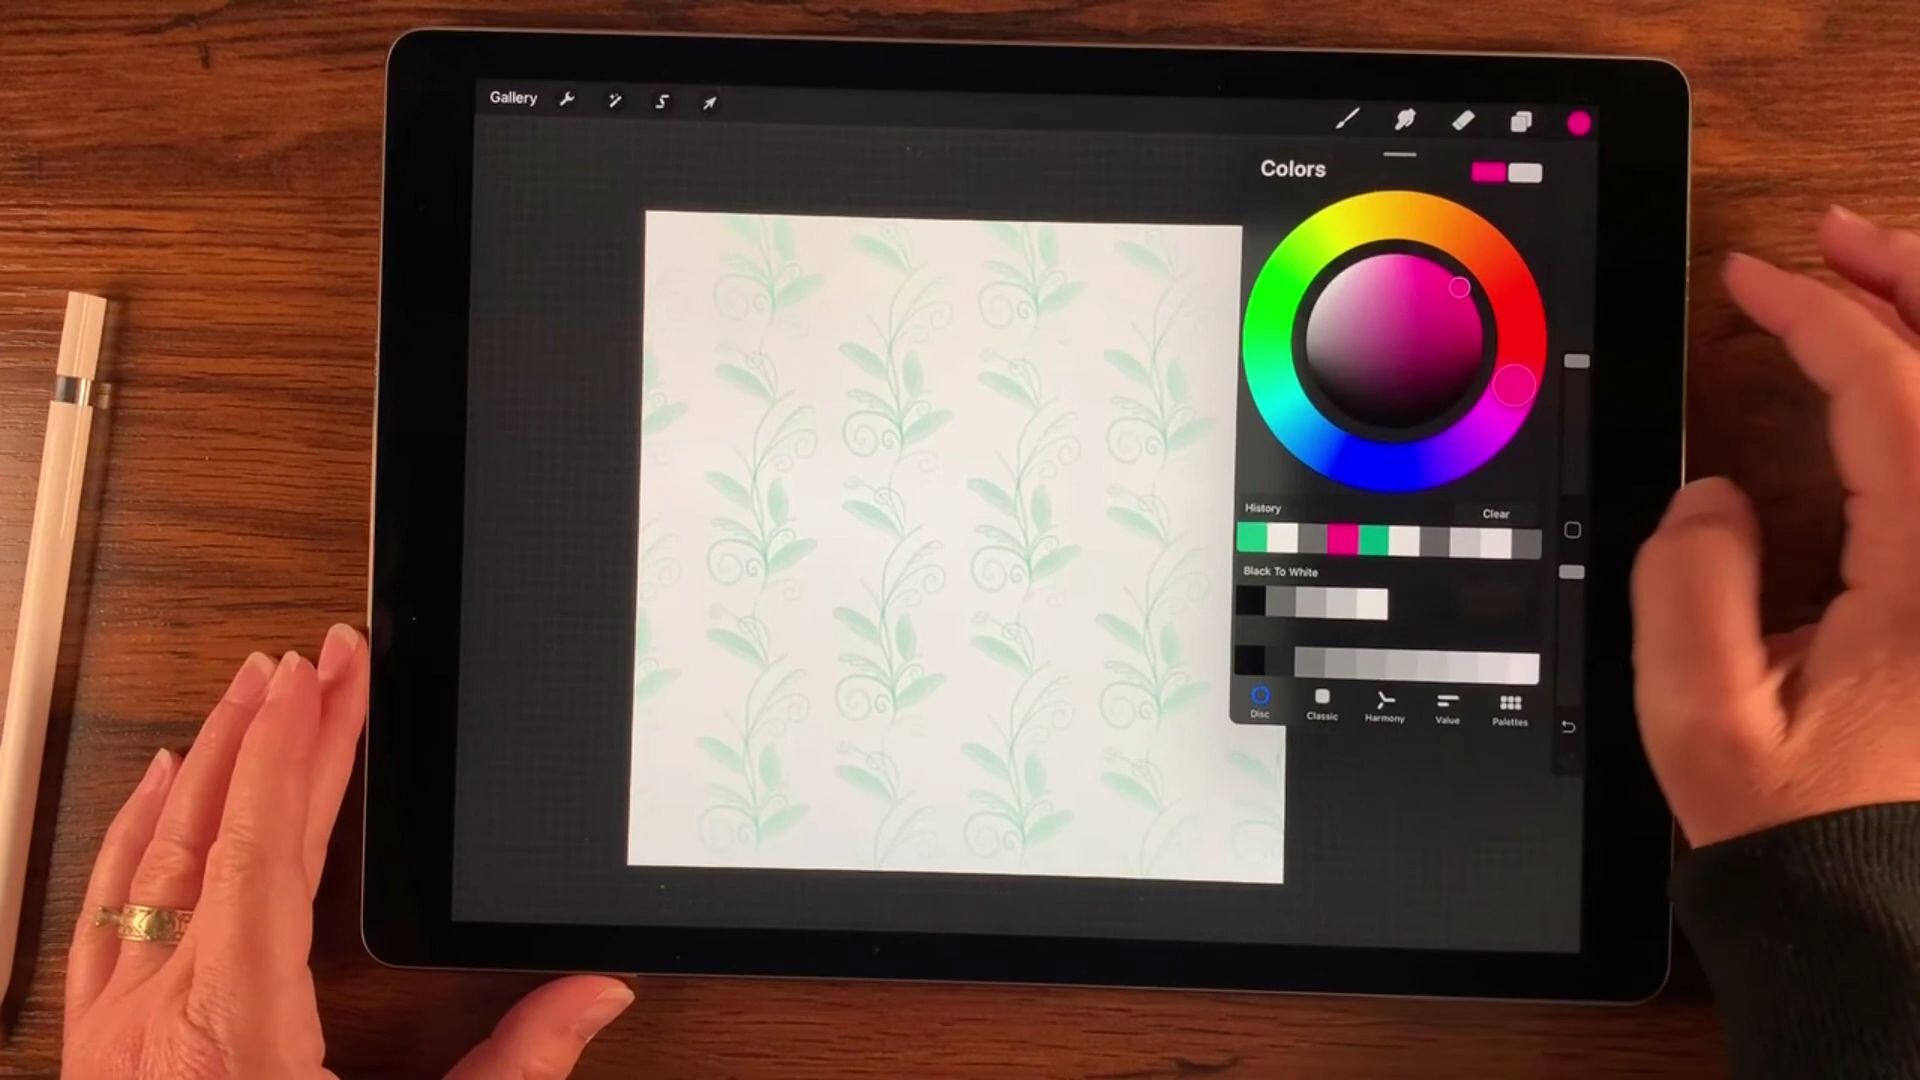 Gallery
Colors
History
Clear
Black To White
Disc
Classic
Harmony
Value
Palettes